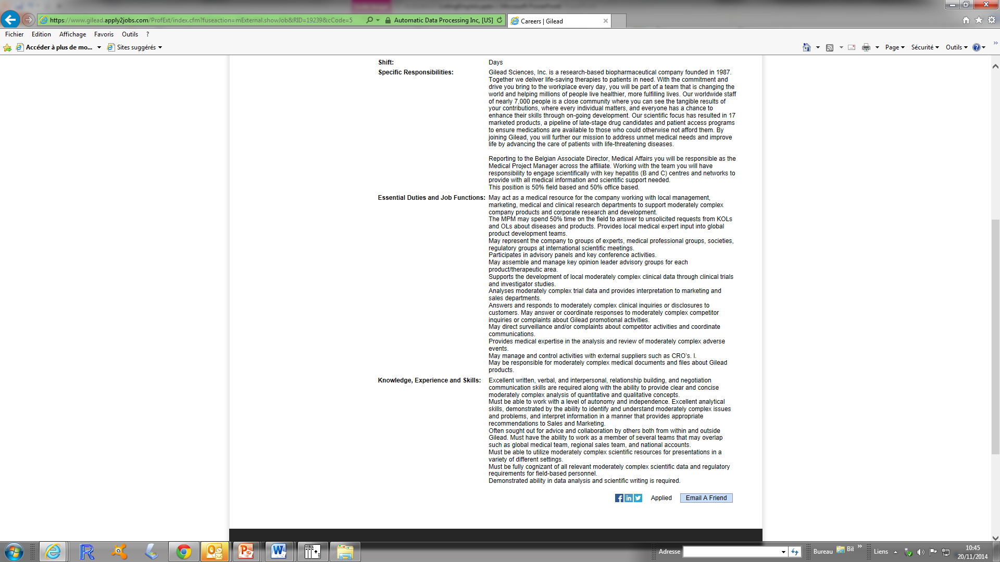 https://www.gilead.apply2jobs.com/ProfExt/index.cfm?fuseaction=mExternal.showJob&RID=19239&cCode=5
Automatic Data Processing Inc, [US]
Careers | Gilead
Fichier Edition Affichage Favoris Outils ?
Accéder à plus de mo... Sites suggérés
Page Sécurité Outils
Shift: Days
Specific Responsibilities: Gilead Sciences, Inc. is a research-based biopharmaceutical company founded in 1987.
Together we deliver life-saving therapies to patients in need. With the commitment and
drive you bring to the workplace every day, you will be part of a team that is changing the
world and helping millions of people live healthier, more fulfilling lives. Our worldwide staff
of nearly 7,000 people is a close community where you can see the tangible results of
your contributions, where every individual matters, and everyone has a chance to
enhance their skills through on-going development. Our scientific focus has resulted in 17
marketed products, a pipeline of late-stage drug candidates and patient access programs
to ensure medications are available to those who could otherwise not afford them. By
joining Gilead, you will further our mission to address unmet medical needs and improve
life by advancing the care of patients with life-threatening diseases.
Reporting to the Belgian Associate Director, Medical Affairs you will be responsible as the
Medical Project Manager across the affiliate. Working with the team you will have
responsibility to engage scientifically with key hepatitis (B and C) centres and networks to
provide with all medical information and scientific support needed.
This position is 50% field based and 50% office based.
Essential Duties and Job Functions: May act as a medical resource for the company working with local management,
marketing, medical and clinical research departments to support moderately complex
company products and corporate research and development.
The MPM may spend 50% time on the field to answer to unsolicited requests from KOLs
and OLs about diseases and products. Provides local medical expert input into global
product development teams.
May represent the company to groups of experts, medical professional groups, societies,
regulatory groups at international scientific meetings.
Participates in advisory panels and key conference activities.
May assemble and manage key opinion leader advisory groups for each
product/therapeutic area.
Supports the development of local moderately complex clinical data through clinical trials
and investigator studies.
Analyses moderately complex trial data and provides interpretation to marketing and
sales departments.
Answers and responds to moderately complex clinical inquiries or disclosures to
customers. May answer or coordinate responses to moderately complex competitor
inquiries or complaints about Gilead promotional activities.
May direct surveillance and/or complaints about competitor activities and coordinate
communications.
Provides medical expertise in the analysis and review of moderately complex adverse
events.
May manage and control activities with external suppliers such as CRO's. I.
May be responsible for moderately complex medical documents and files about Gilead
products.
Knowledge, Experience and Skills: Excellent written, verbal, and interpersonal, relationship building, and negotiation
communication skills are required along with the ability to provide clear and concise
moderately complex analysis of quantitative and qualitative concepts.
Must be able to work with a level of autonomy and independence. Excellent analytical
skills, demonstrated by the ability to identify and understand moderately complex issues
and problems, and interpret information in a manner that provides appropriate
recommendations to Sales and Marketing.
Often sought out for advice and collaboration by others both from within and outside
Gilead. Must have the ability to work as a member of several teams that may overlap
such as global medical team, regional sales team, and national accounts.
Must be able to utilize moderately complex scientific resources for presentations in a
variety of different settings.
Must be fully cognizant of all relevant moderately complex scientific data and regulatory
requirements for field-based personnel.
Demonstrated ability in data analysis and scientific writing is required.
Applied Email A Friend
Adresse Bureau Bil Liens 10:45
20/11/2014